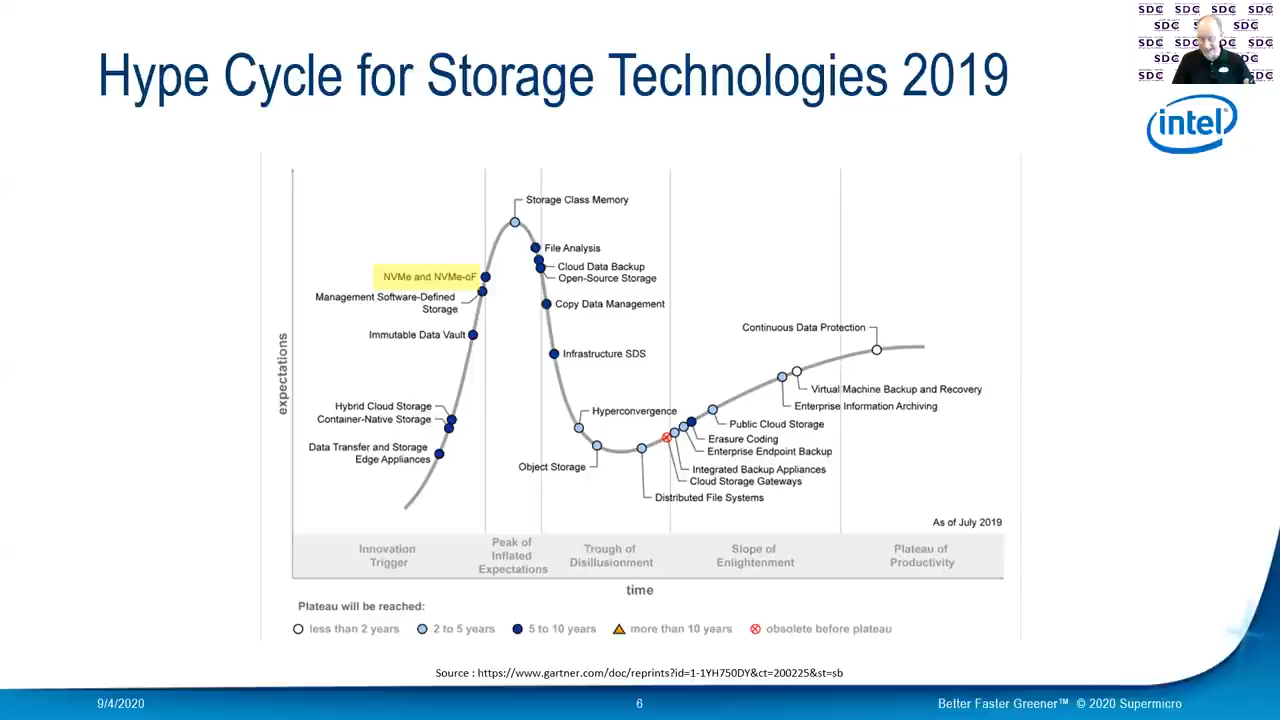 SDC SDC SDC SDC
SDC SDC SDC
SDC SDC SDC SDC
SDC SDC
SDC SDC SDC
Hype Cycle for Storage Technologies 2019
intel
Storage Class Memory
File Analysis
Cloud Data Backup
Open-Source Storage
NVMe and NVMe-oF
Management Software-Defined
Storage
Copy Data Management
Immutable Data Vault
Infrastructure SDS
Continuous Data Protection
expectations
Virtual Machine Backup and Recovery
Hybrid Cloud Storage
Container-Native Storage
Hyperconvergence
Enterprise Information Archiving
Public Cloud Storage
Data Transfer and Storage
Edge Appliances
Erasure Coding
Enterprise Endpoint Backup
Object Storage
Integrated Backup Appliances
Cloud Storage Gateways
Distributed File Systems
As of July 2019
Innovation
Trigger
Peak of
Inflated
Expectations
Trough of
Disillusionment
Slope of
Enlightenment
Plateau of
Productivity
time
Plateau will be reached:
less than 2 years 2 to 5 years 5 to 10 years more than 10 years obsolete before plateau
Source : https://www.gartner.com/doc/reprints?id=1-1YH750DY&ct=200225&st=sb
9/4/2020 6 Better Faster Greener™ © 2020 Supermicro